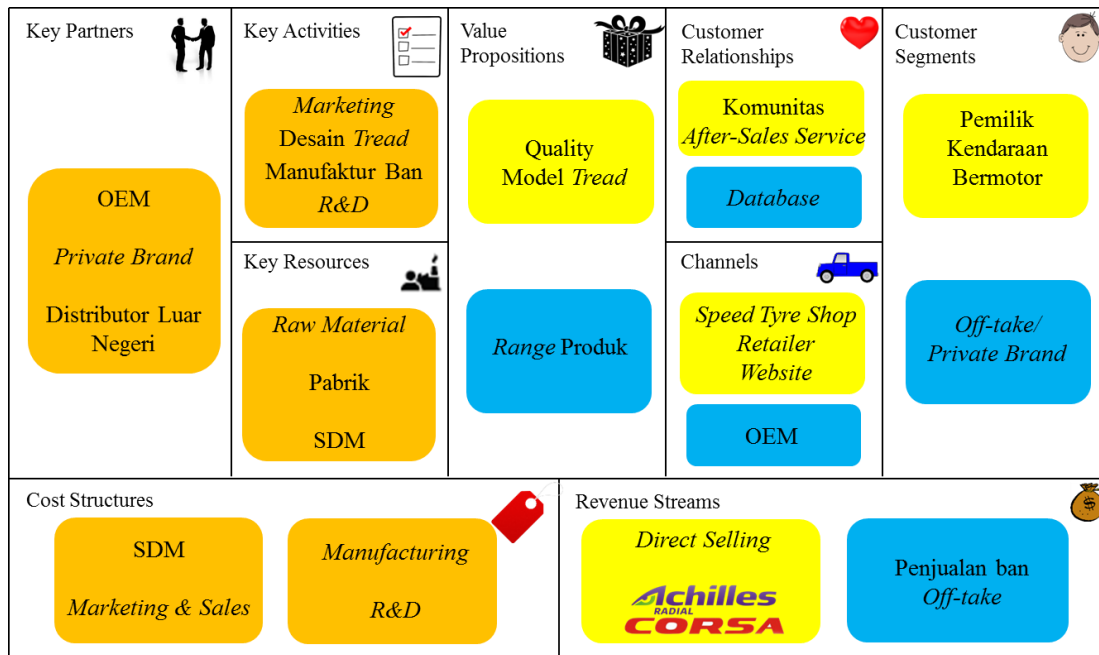 Key Partners
OEM
Private Brand
Distributor Luar
Negeri
Key Activities
Marketing
Desain Tread
Manufaktur Ban
R&D
Key Resources
Raw Material
Pabrik
SDM
Value
Propositions
Quality
Model Tread
Range Produk
Customer
Relationships
Komunitas
After-Sales Service
Database
Channels
Speed Tyre Shop
Retailer
Website
OEM
Customer
Segments
Pemilik
Kendaraan
Bermotor
Off-take/
Private Brand
Cost Structures
SDM
Marketing & Sales
Manufacturing
R&D
Revenue Streams
Direct Selling
Achilles
RADIAL
CORSA
Penjualan ban
Off-take
$